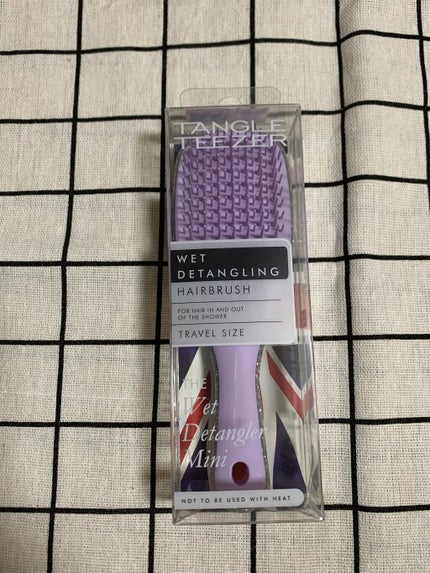 TANGLE
TEEZER
WET
DETANGLING
HAIRBRUSH
FOR HAIR IN AND OUT
OF THE SHOWER
TRAVEL SIZE
THE
Wet
Detangler
Mini
NOT TO BE USED WITH HEAT